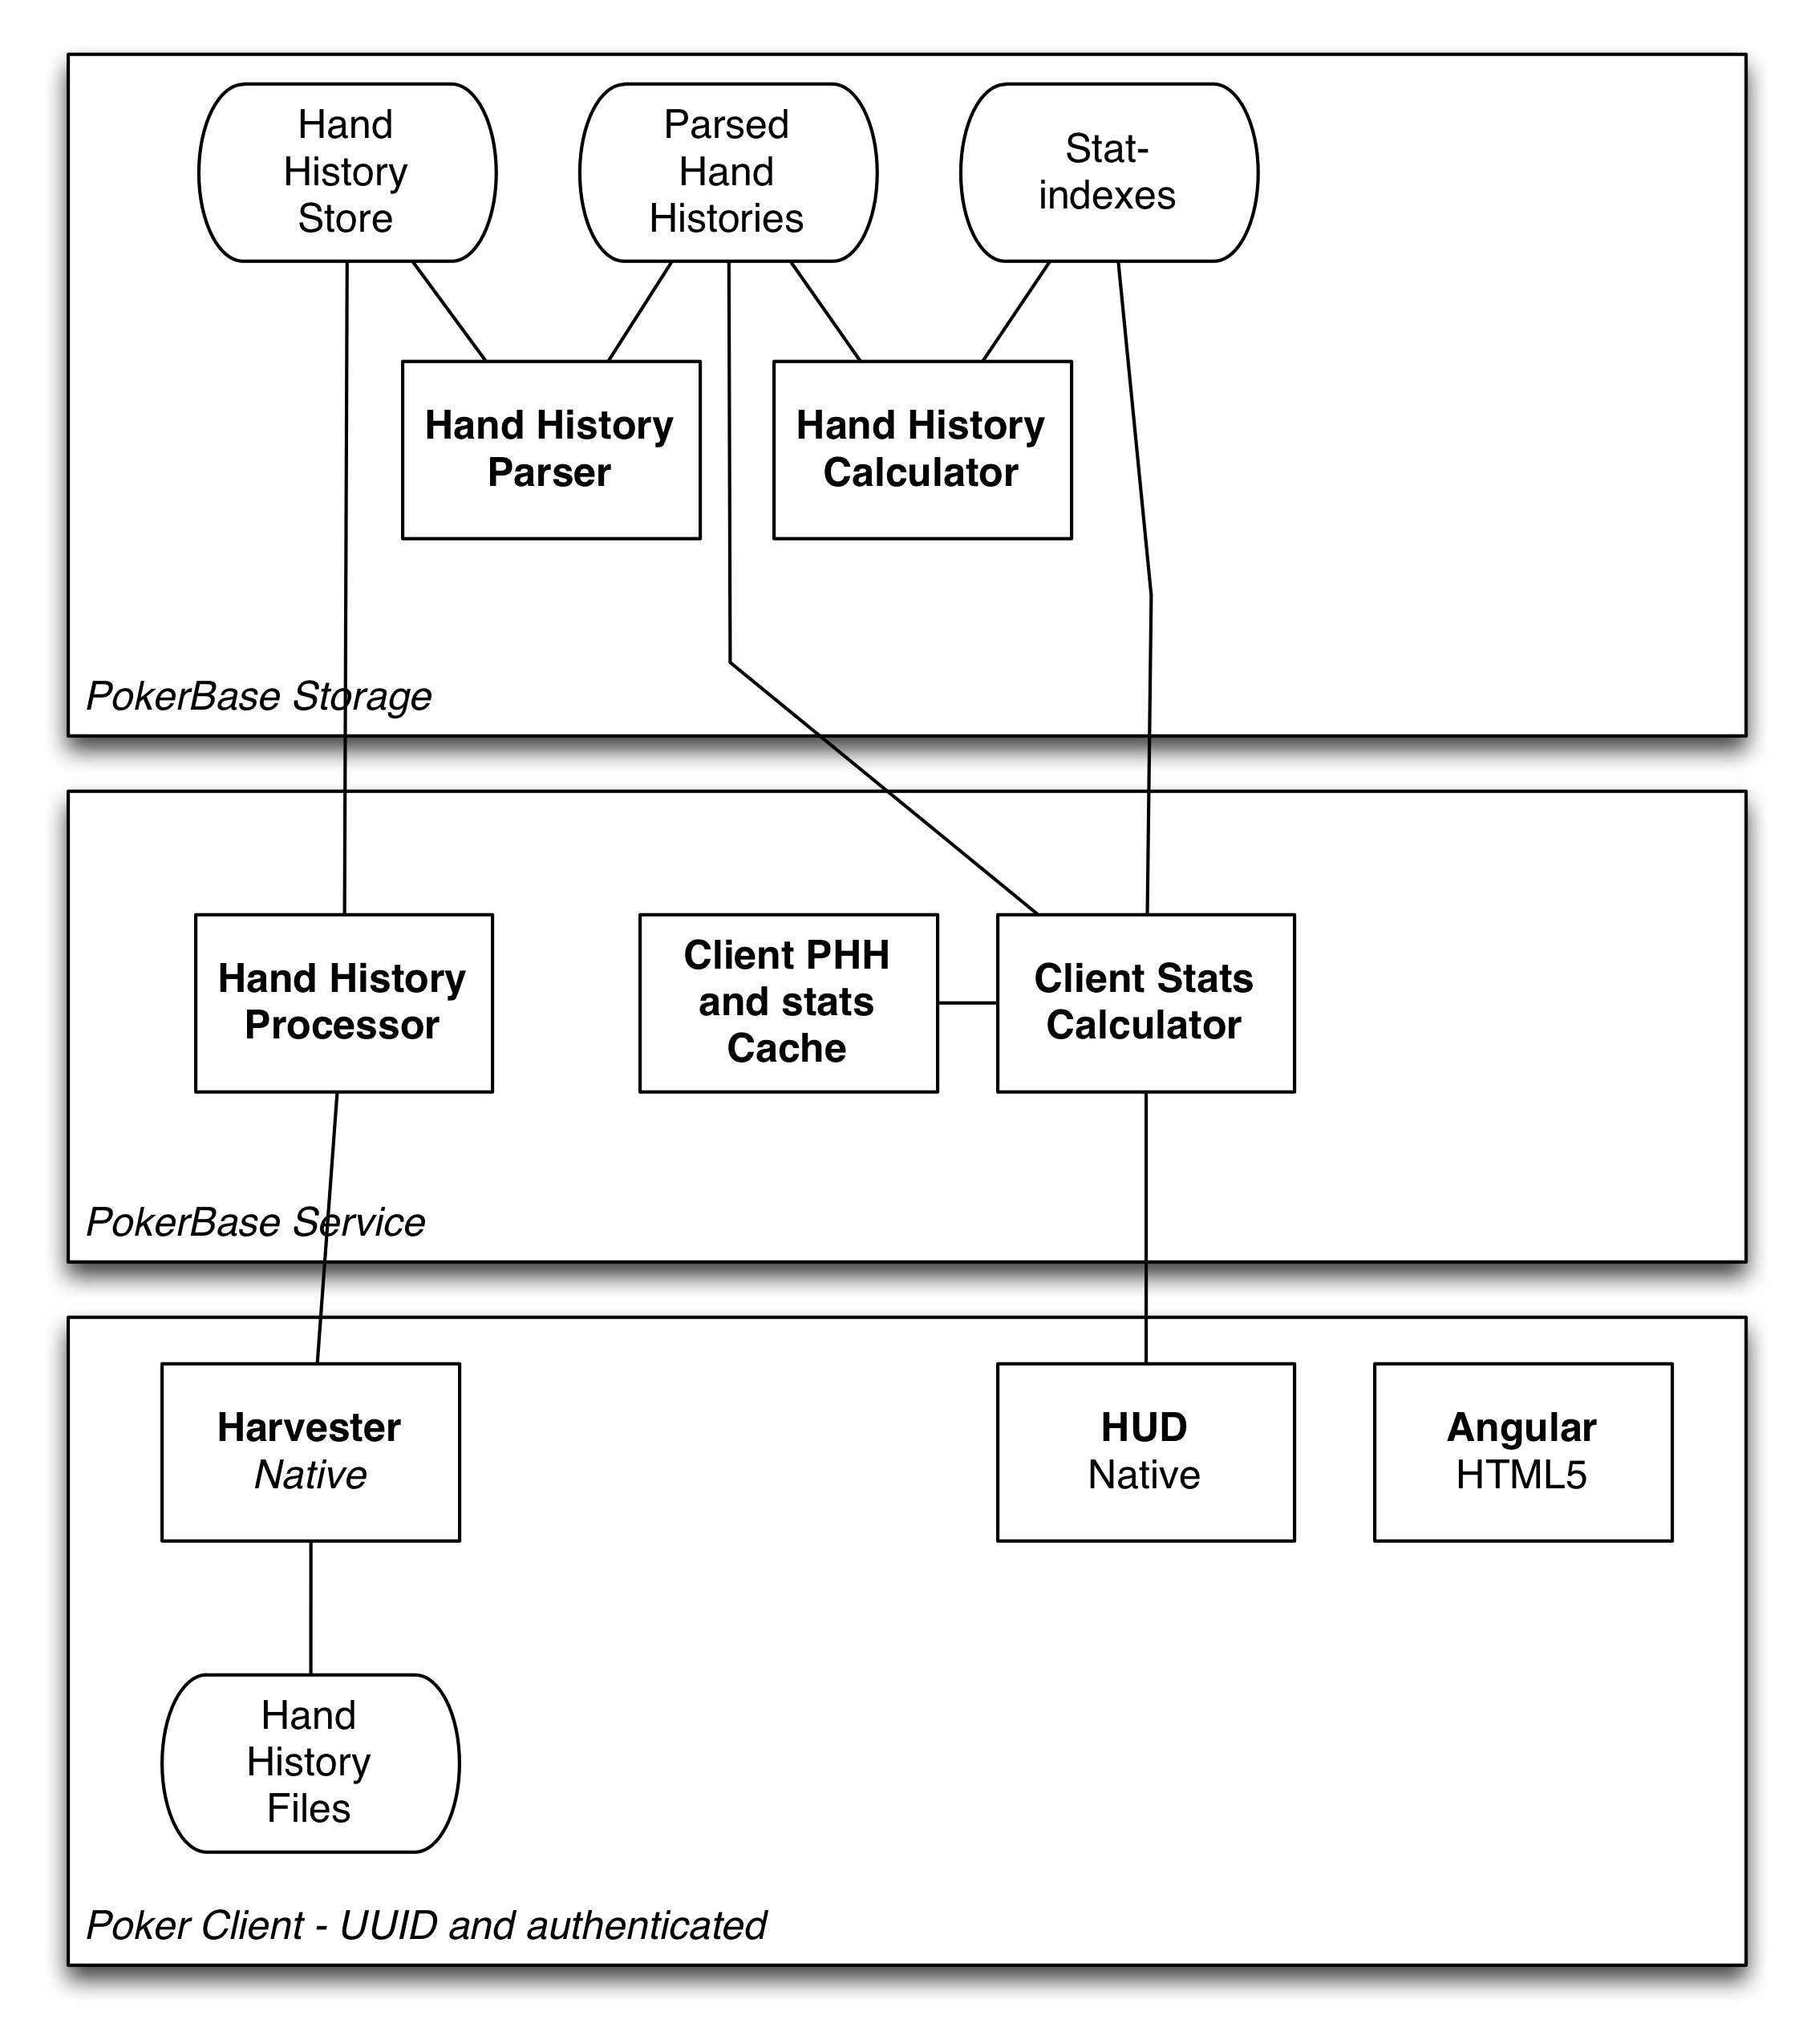 Hand
History
Store
Parsed
Hand
Histories
Stat-
indexes
Hand History
Parser
Hand History
Calculator
PokerBase Storage
Hand History
Processor
Client PHH
and stats
Cache
Client Stats
Calculator
PokerBase Service
Harvester
Native
HUD
Native
Angular
HTML5
Hand
History
Files
Poker Client - UUID and authenticated